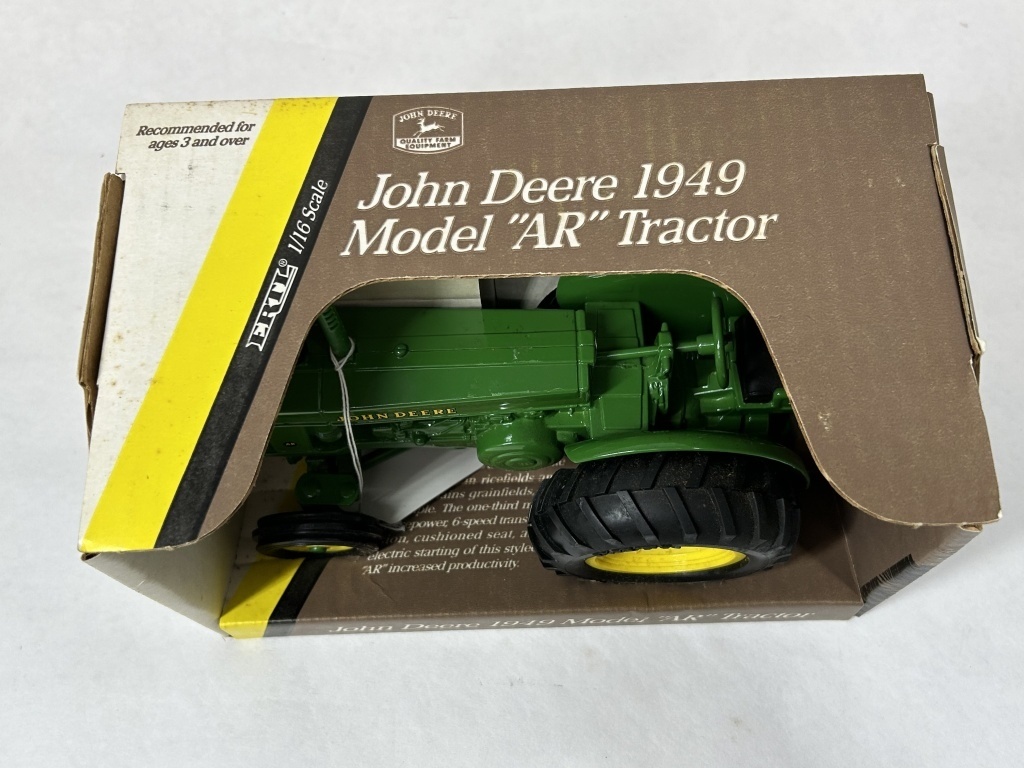 Recommended for
ages 3 and over
JOHN DEERE
QUALITY FARM
EQUIPMENT
John Deere 1949
Model "AR" Tractor
ERTL® 1/16 Scale
JOHN DEERE
in ricefields and
grainfields.
The one-third
power, 6-speed
cushioned seat,
electric starting of this
"AR" increased productivity.
John Deere 1949 Model "AR" Tractor